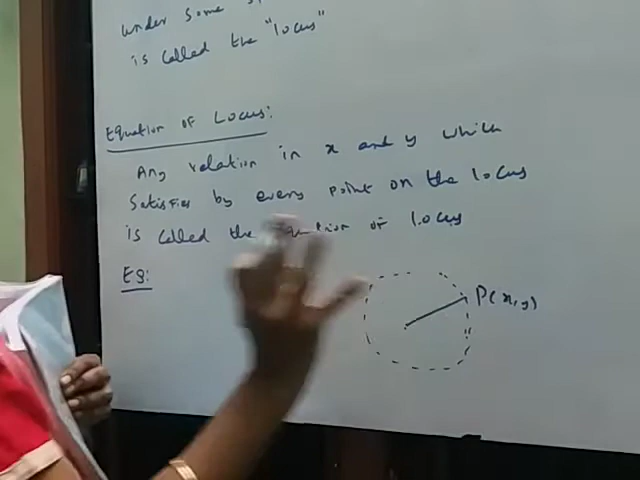 under some
is called the "locus"
Equation of Locus:
Any relation in x and y which
Satisfies by every point on the locus
is called the equation of locus
Eg:
P(x,y)